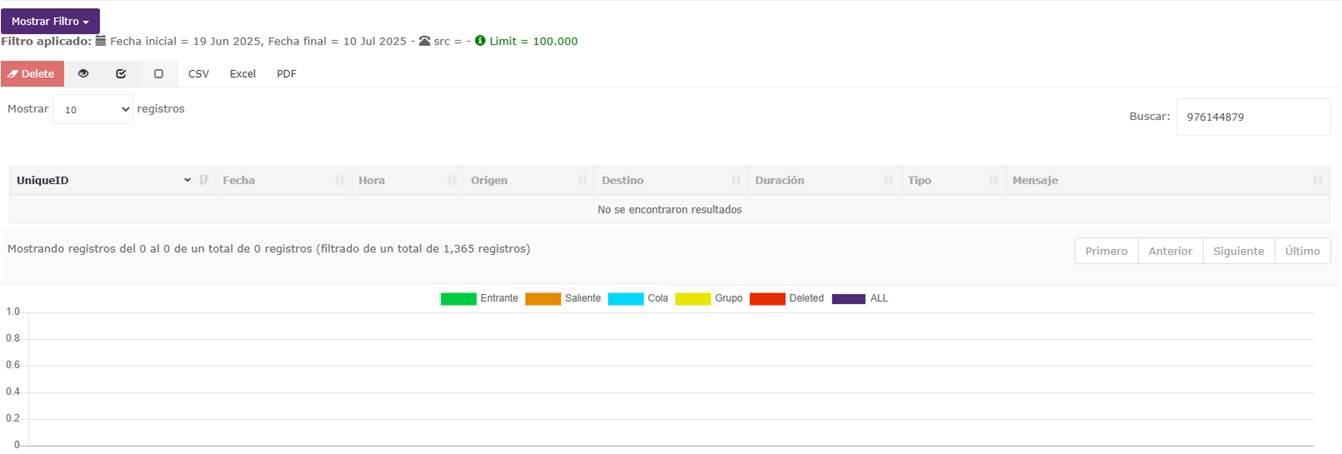 Mostrar Filtro
Filtro aplicado: Fecha inicial = 19 Jun 2025, Fecha final = 10 Jul 2025 - src = - Limit = 100.000
Delete CSV Excel PDF
Mostrar 10 registros
Buscar: 976144879
UniqueID Fecha Hora Origen Destino Duración Tipo Mensaje
No se encontraron resultados
Mostrando registros del 0 al 0 de un total de 0 registros (filtrado de un total de 1,365 registros)
Primero Anterior Siguiente Último
Entrante Saliente Cola Grupo Deleted ALL
1.0
0.8
0.6
0.4
0.2
0